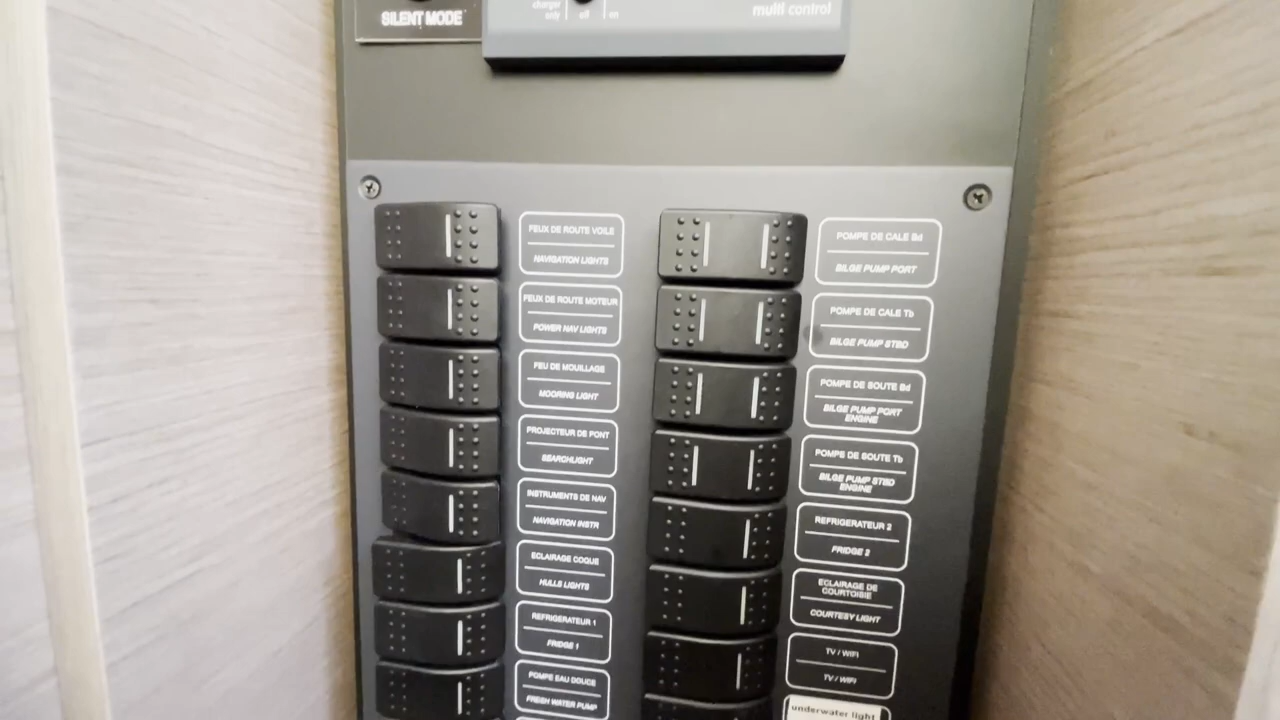 SILENT MODE
charger
only
off
on
multi control
FEUX DE ROUTE VOILE
NAVIGATION LIGHTS
FEUX DE ROUTE MOTEUR
POWER NAV LIGHTS
FEU DE MOUILLAGE
MOORING LIGHT
PROJECTEUR DE PONT
SEARCHLIGHT
INSTRUMENTS DE NAV
NAVIGATION INSTR
ECLAIRAGE COQUE
HULLS LIGHTS
REFRIGERATEUR 1
FRIDGE 1
POMPE EAU DOUCE
FRESH WATER PUMP
POMPE DE CALE Bd
BILGE PUMP PORT
POMPE DE CALE Tb
BILGE PUMP STBD
POMPE DE SOUTE Bd
BILGE PUMP PORT
ENGINE
POMPE DE SOUTE Tb
BILGE PUMP STBD
ENGINE
REFRIGERATEUR 2
FRIDGE 2
ECLAIRAGE DE
COURTOISIE
COURTESY LIGHT
TV / WIFI
TV / WIFI
underwater light